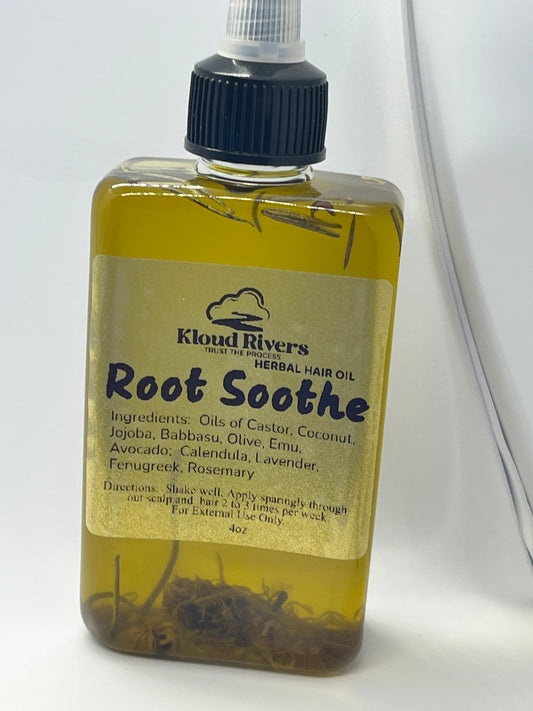 Kloud Rivers
TRUST THE PROCESS
HERBAL HAIR OIL
Root Soothe
Ingredients: Oils of Castor, Coconut,
Jojoba, Babbasu, Olive, Emu,
Avocado; Calendula, Lavender,
Fenugreek, Rosemary
Directions: Shake well. Apply sparingly through
out scalp and hair 2 to 3 times per week.
For External Use Only
4oz